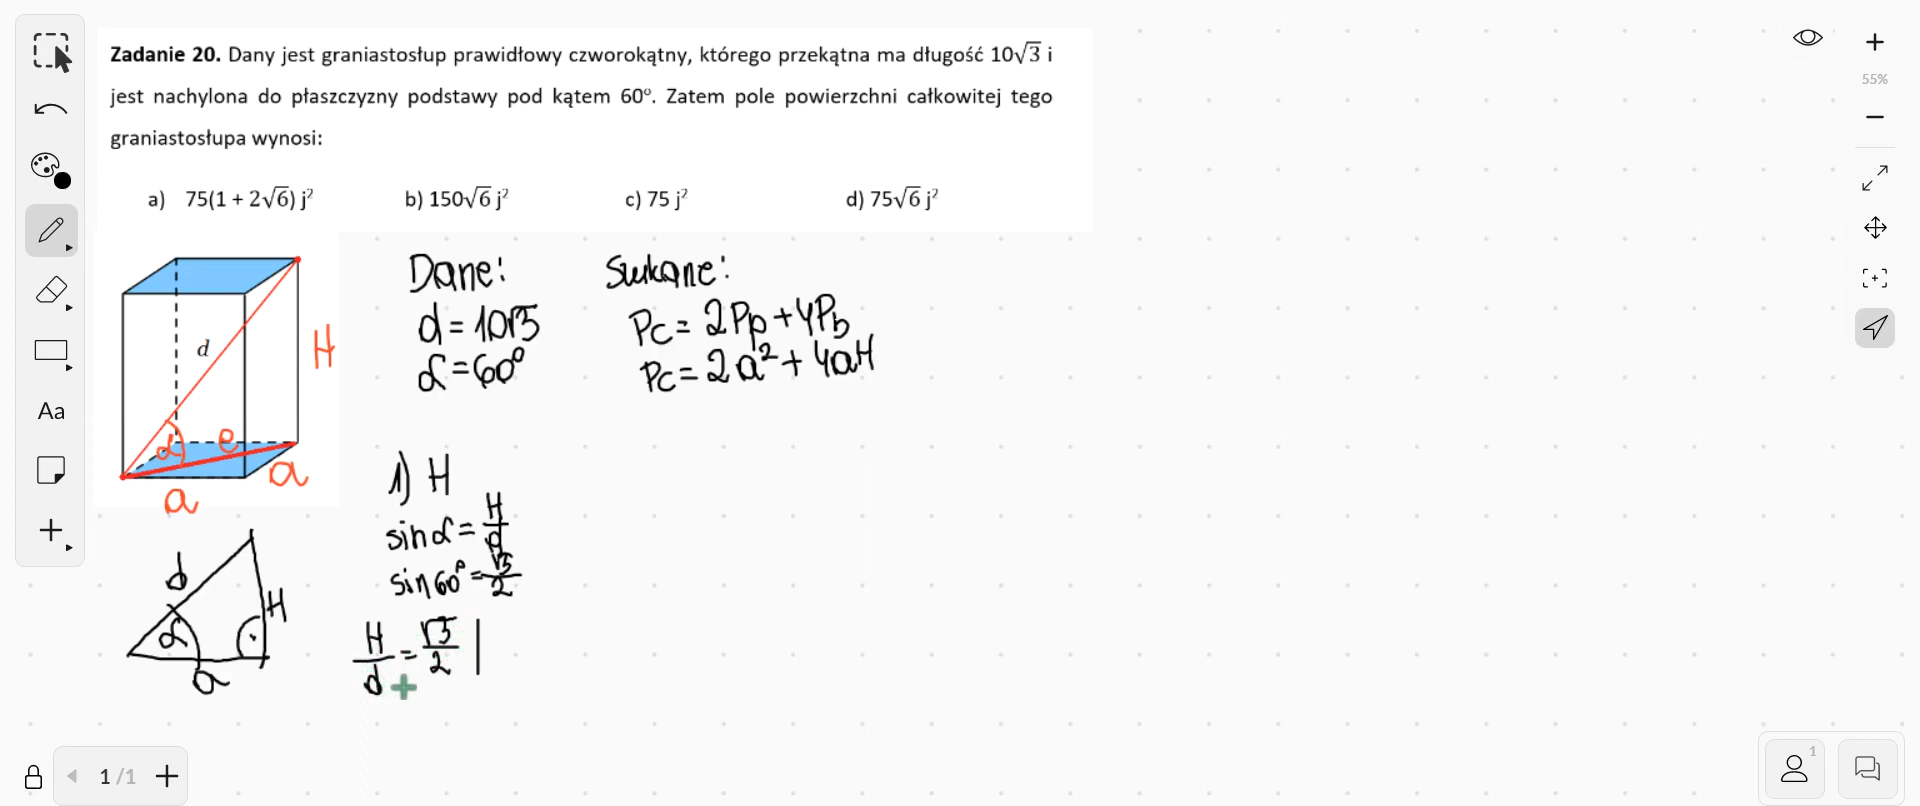 Zadanie 20. Dany jest graniastosłup prawidłowy czworokątny, którego przekątna ma długość 10√3 i
jest nachylona do płaszczyzny podstawy pod kątem 60°. Zatem pole powierzchni całkowitej tego
graniastosłupa wynosi:
a) 75(1 + 2√6) j²
b) 150√6 j²
c) 75 j²
d) 75√6 j²
55%
Aa
d
H
α
e
a
a
Dane:
d = 10√3
α = 60°
Szukane:
Pc = 2Pp + 4Pb
Pc = 2a² + 4aH
1) H
sin α = H/d
sin 60° = √3/2
H/d = √3/2 |
d
H
α
a
1 /1
1